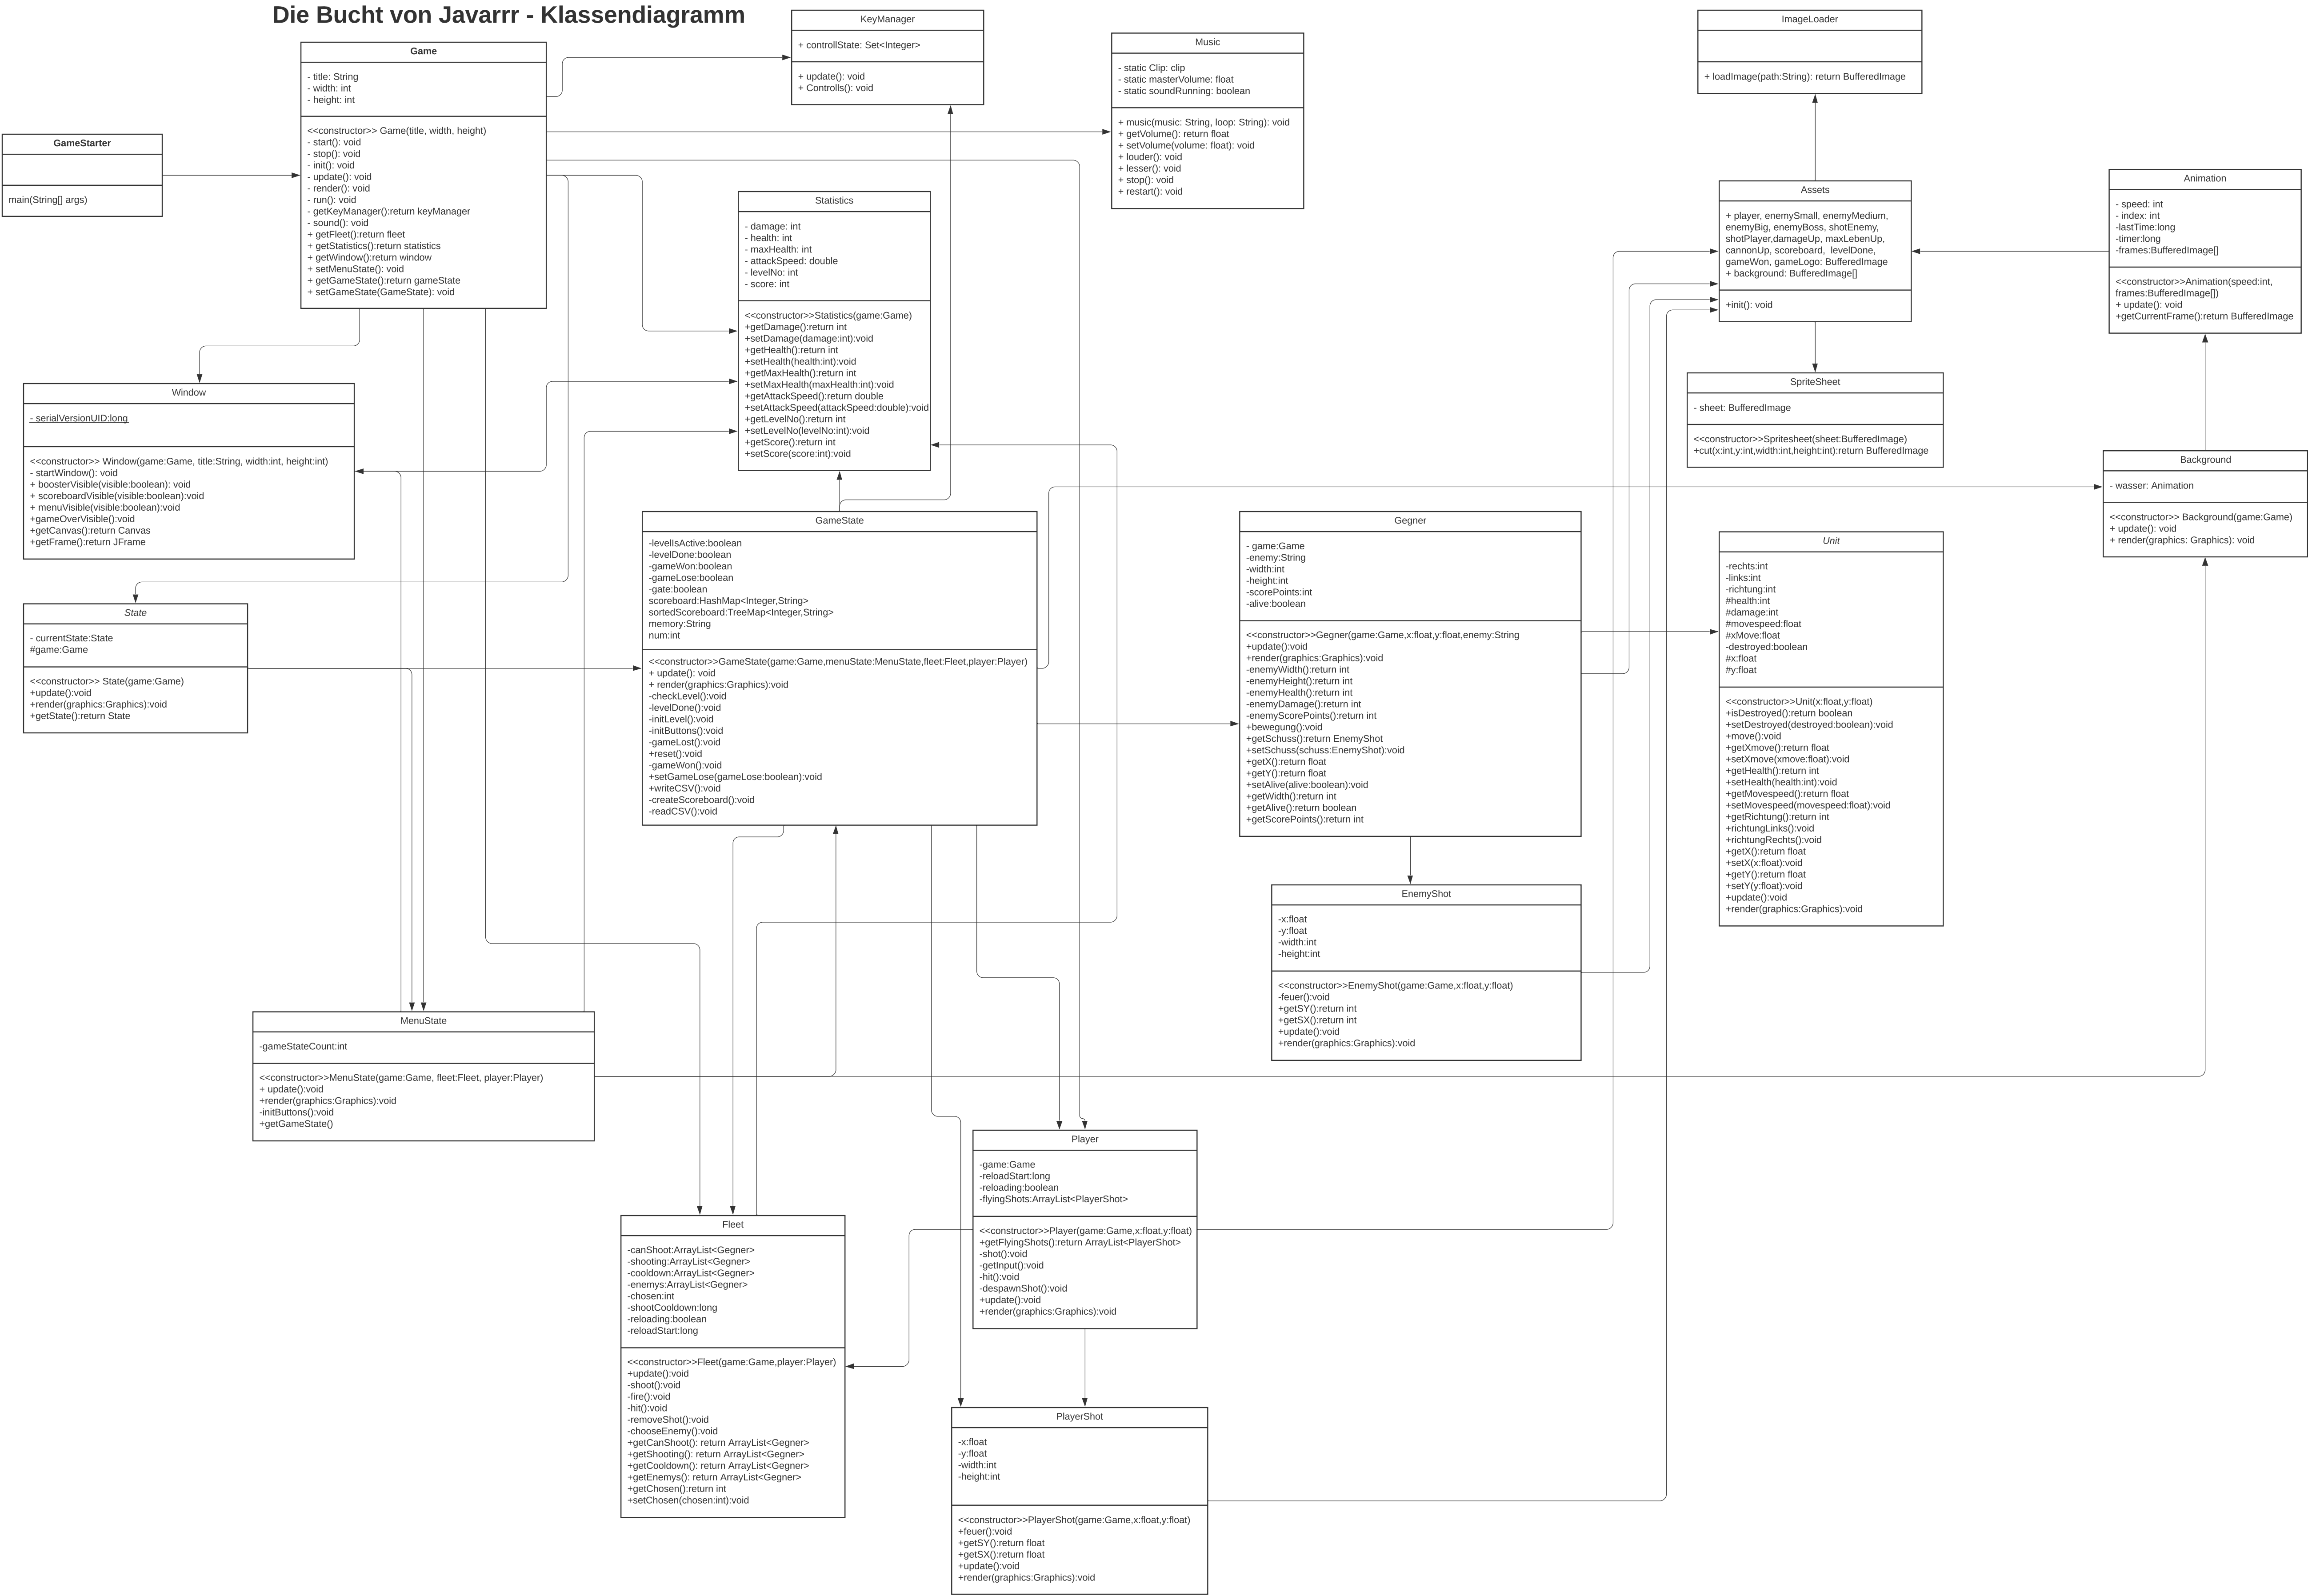 Die Bucht von Javarrr - Klassendiagramm
KeyManager
+ controllState: Set<Integer>
+ update(): void
+ Controlls(): void
ImageLoader
+ loadImage(path:String): return BufferedImage
Music
- static Clip: clip
- static masterVolume: float
- static soundRunning: boolean
+ music(music: String, loop: String): void
+ getVolume(): return float
+ setVolume(volume: float): void
+ louder(): void
+ lesser(): void
+ stop(): void
+ restart(): void
Game
- title: String
- width: int
- height: int
<<constructor>> Game(title, width, height)
- start(): void
- stop(): void
- init(): void
- update(): void
- render(): void
- run(): void
- getKeyManager():return keyManager
- sound(): void
+ getFleet():return fleet
+ getStatistics():return statistics
+ getWindow():return window
+ setMenuState(): void
+ getGameState():return gameState
+ setGameState(GameState): void
GameStarter
main(String[] args)
Statistics
- damage: int
- health: int
- maxHealth: int
- attackSpeed: double
- levelNo: int
- score: int
<<constructor>>Statistics(game:Game)
+getDamage():return int
+setDamage(damage:int):void
+getHealth():return int
+setHealth(health:int):void
+getMaxHealth():return int
+setMaxHealth(maxHealth:int):void
+getAttackSpeed():return double
+setAttackSpeed(attackSpeed:double):void
+getLevelNo():return int
+setLevelNo(levelNo:int):void
+getScore():return int
+setScore(score:int):void
Assets
+ player, enemySmall, enemyMedium,
enemyBig, enemyBoss, shotEnemy,
shotPlayer,damageUp, maxLebenUp,
cannonUp, scoreboard,  levelDone,
gameWon, gameLogo: BufferedImage
+ background: BufferedImage[]
+init(): void
Animation
- speed: int
- index: int
-lastTime:long
-timer:long
-frames:BufferedImage[]
<<constructor>>Animation(speed:int,
frames:BufferedImage[])
+ update(): void
+getCurrentFrame():return BufferedImage
Window
- serialVersionUID:long
<<constructor>> Window(game:Game, title:String, width:int, height:int)
- startWindow(): void
+ boosterVisible(visible:boolean): void
+ scoreboardVisible(visible:boolean):void
+ menuVisible(visible:boolean):void
+gameOverVisible():void
+getCanvas():return Canvas
+getFrame():return JFrame
SpriteSheet
- sheet: BufferedImage
<<constructor>>Spritesheet(sheet:BufferedImage)
+cut(x:int,y:int,width:int,height:int):return BufferedImage
Background
- wasser: Animation
<<constructor>> Background(game:Game)
+ update(): void
+ render(graphics: Graphics): void
GameState
-levelIsActive:boolean
-levelDone:boolean
-gameWon:boolean
-gameLose:boolean
-gate:boolean
scoreboard:HashMap<Integer,String>
sortedScoreboard:TreeMap<Integer,String>
memory:String
num:int
<<constructor>>GameState(game:Game,menuState:MenuState,fleet:Fleet,player:Player)
+ update(): void
+ render(graphics:Graphics):void
-checkLevel():void
-levelDone():void
-initLevel():void
-initButtons():void
-gameLost():void
+reset():void
-gameWon():void
+setGameLose(gameLose:boolean):void
+writeCSV():void
-createScoreboard():void
-readCSV():void
Gegner
- game:Game
-enemy:String
-width:int
-height:int
-scorePoints:int
-alive:boolean
<<constructor>>Gegner(game:Game,x:float,y:float,enemy:String
+update():void
+render(graphics:Graphics):void
-enemyWidth():return int
-enemyHeight():return int
-enemyHealth():return int
-enemyDamage():return int
-enemyScorePoints():return int
+bewegung():void
+getSchuss():return EnemyShot
+setSchuss(schuss:EnemyShot):void
+getX():return float
+getY():return float
+setAlive(alive:boolean):void
+getWidth():return int
+getAlive():return boolean
+getScorePoints():return int
Unit
-rechts:int
-links:int
-richtung:int
#health:int
#damage:int
#movespeed:float
#xMove:float
-destroyed:boolean
#x:float
#y:float
<<constructor>>Unit(x:float,y:float)
+isDestroyed():return boolean
+setDestroyed(destroyed:boolean):void
+move():void
+getXmove():return float
+setXmove(xmove:float):void
+getHealth():return int
+setHealth(health:int):void
+getMovespeed():return float
+setMovespeed(movespeed:float):void
+getRichtung():return int
+richtungLinks():void
+richtungRechts():void
+getX():return float
+setX(x:float):void
+getY():return float
+setY(y:float):void
+update():void
+render(graphics:Graphics):void
State
- currentState:State
#game:Game
<<constructor>> State(game:Game)
+update():void
+render(graphics:Graphics):void
+getState():return State
EnemyShot
-x:float
-y:float
-width:int
-height:int
<<constructor>>EnemyShot(game:Game,x:float,y:float)
-feuer():void
+getSY():return int
+getSX():return int
+update():void
+render(graphics:Graphics):void
MenuState
-gameStateCount:int
<<constructor>>MenuState(game:Game, fleet:Fleet, player:Player)
+ update():void
+render(graphics:Graphics):void
-initButtons():void
+getGameState()
Player
-game:Game
-reloadStart:long
-reloading:boolean
-flyingShots:ArrayList<PlayerShot>
<<constructor>>Player(game:Game,x:float,y:float)
+getFlyingShots():return ArrayList<PlayerShot>
-shot():void
-getInput():void
-hit():void
-despawnShot():void
+update():void
+render(graphics:Graphics):void
Fleet
-canShoot:ArrayList<Gegner>
-shooting:ArrayList<Gegner>
-cooldown:ArrayList<Gegner>
-enemys:ArrayList<Gegner>
-chosen:int
-shootCooldown:long
-reloading:boolean
-reloadStart:long
<<constructor>>Fleet(game:Game,player:Player)
+update():void
-shoot():void
-fire():void
-hit():void
-removeShot():void
-chooseEnemy():void
+getCanShoot(): return ArrayList<Gegner>
+getShooting(): return ArrayList<Gegner>
+getCooldown(): return ArrayList<Gegner>
+getEnemys(): return ArrayList<Gegner>
+getChosen():return int
+setChosen(chosen:int):void
PlayerShot
-x:float
-y:float
-width:int
-height:int
<<constructor>>PlayerShot(game:Game,x:float,y:float)
+feuer():void
+getSY():return float
+getSX():return float
+update():void
+render(graphics:Graphics):void